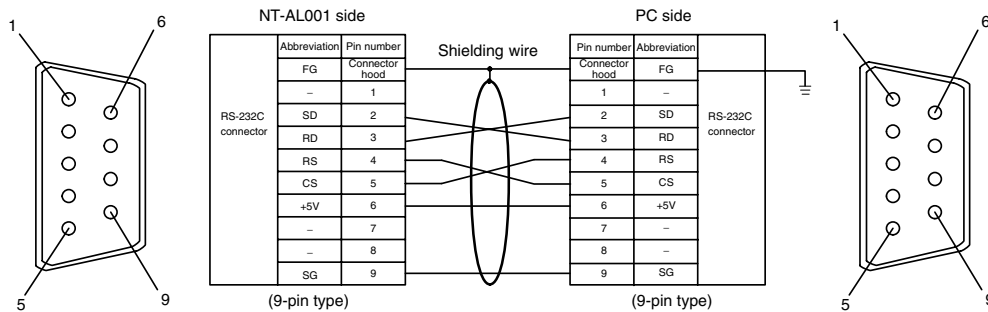 NT-AL001 side
PC side
1
6
1
6
Shielding wire
Abbreviation Pin number
Pin number Abbreviation
FG Connector hood
Connector hood FG
– 1
1 –
SD 2
2 SD
RS-232C connector
RS-232C connector
RD 3
3 RD
RS 4
4 RS
CS 5
5 CS
+5V 6
6 +5V
– 7
7 –
– 8
8 –
SG 9
9 SG
5
9
(9-pin type)
(9-pin type)
5
9